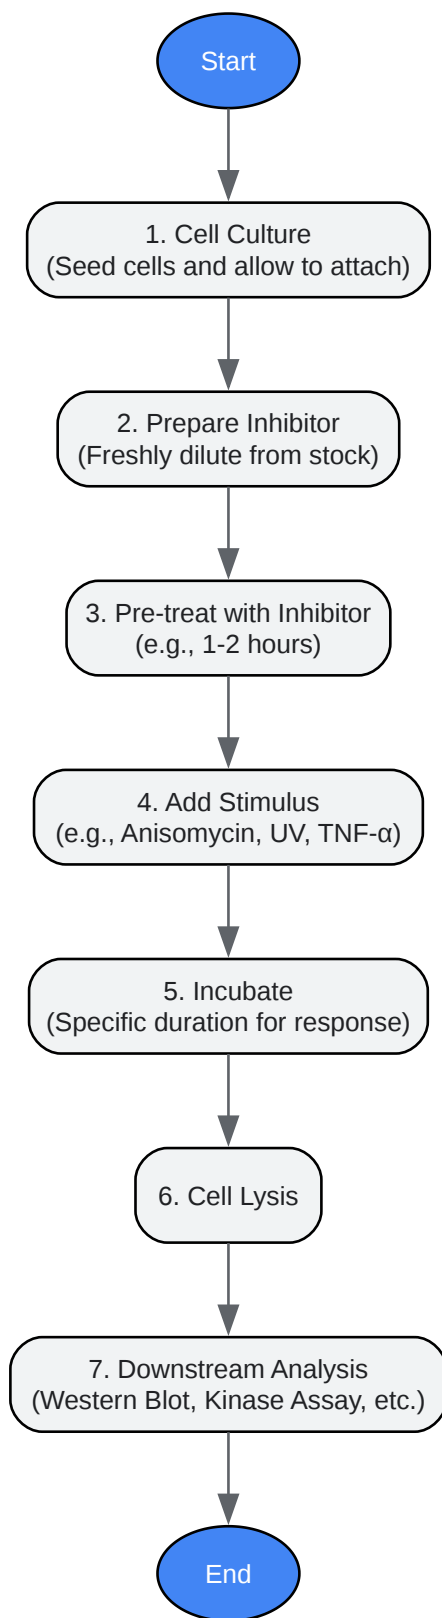 Start
1. Cell Culture
(Seed cells and allow to attach)
2. Prepare Inhibitor
(Freshly dilute from stock)
3. Pre-treat with Inhibitor
(e.g., 1-2 hours)
4. Add Stimulus
(e.g., Anisomycin, UV, TNF-α)
5. Incubate
(Specific duration for response)
6. Cell Lysis
7. Downstream Analysis
(Western Blot, Kinase Assay, etc.)
End